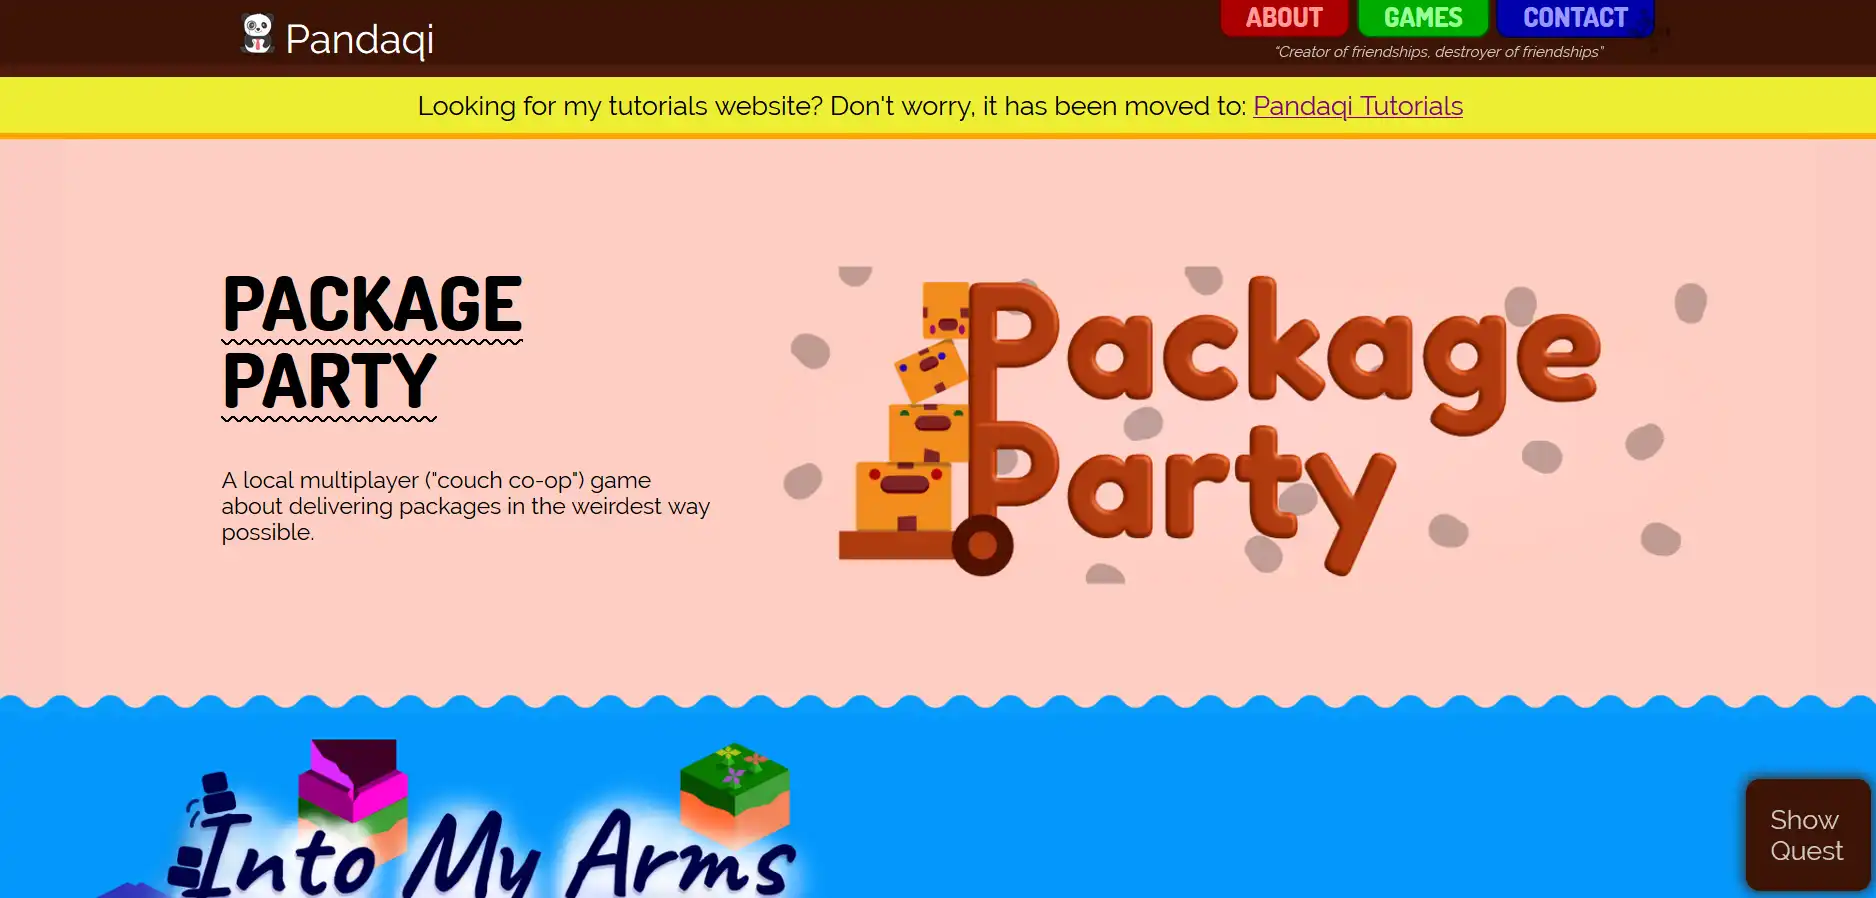 Pandaqi
ABOUT
GAMES
CONTACT
"Creator of friendships, destroyer of friendships"
Looking for my tutorials website? Don't worry, it has been moved to: Pandaqi Tutorials
PACKAGE
PARTY
A local multiplayer ("couch co-op") game
about delivering packages in the weirdest way
possible.
Package
Party
Into My Arms
Show
Quest